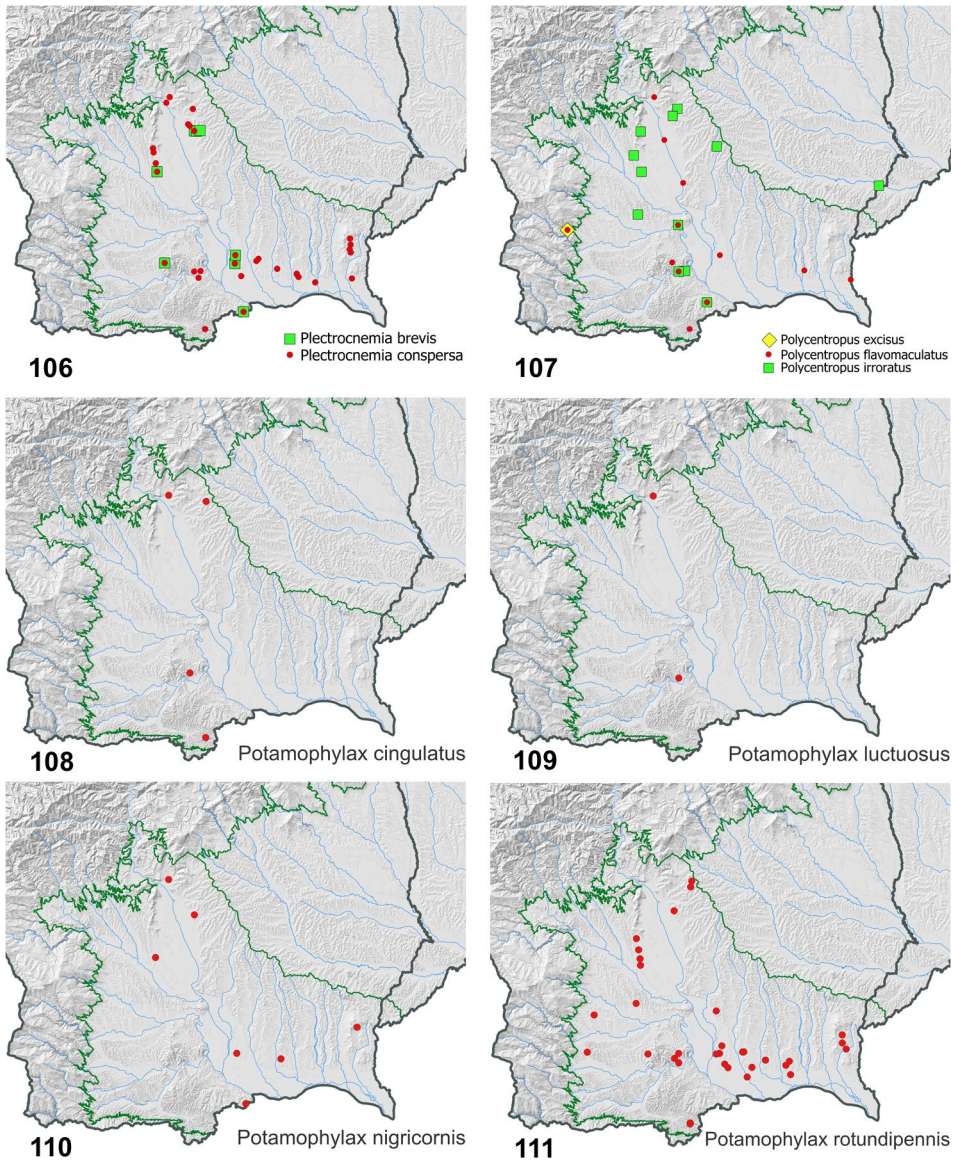 Plectrocnemia brevis
Plectrocnemia conspersa
106
Polycentropus excisus
Polycentropus flavomaculatus
Polycentropus irroratus
107
108
Potamophylax cingulatus
109
Potamophylax luctuosus
110
Potamophylax nigricornis
111
Potamophylax rotundipennis